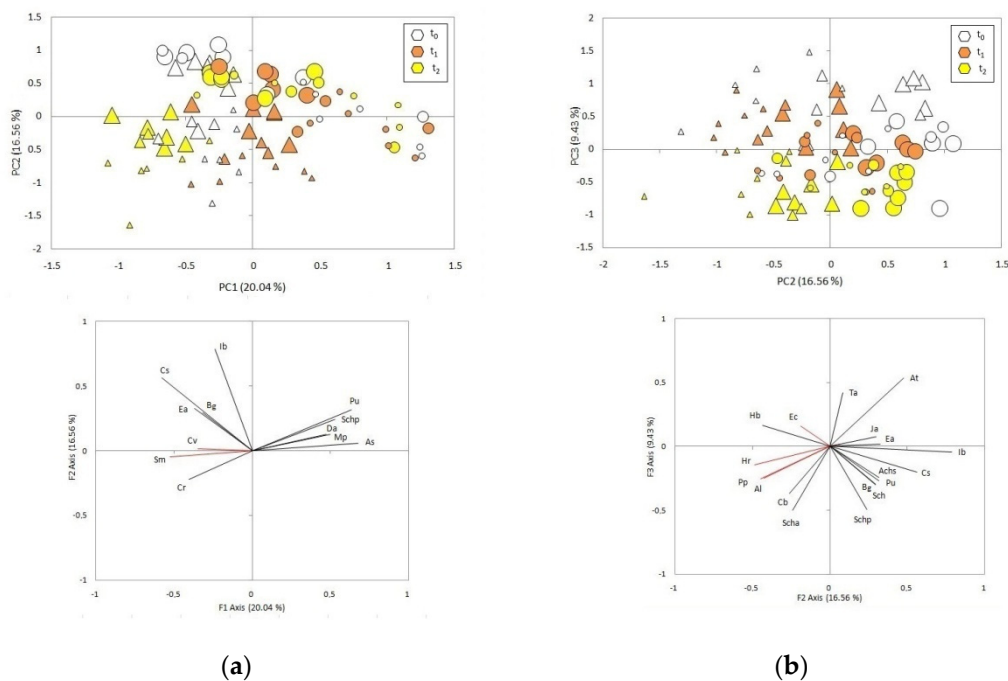 1.5
1
0.5
0
-0.5
-1
-1.5
-2
PC2 (16.56 %)
-1.5
-1
-0.5
0
0.5
1
1.5
PC1 (20.04 %)
t0
t1
t2
1.5
1
0.5
0
-0.5
-1
-1.5
PC3 (9.43 %)
-2
-1.5
-1
-0.5
0
0.5
1
1.5
PC2 (16.56 %)
t0
t1
t2
1
0.5
0
-0.5
-1
F2 Axis (16.56 %)
Ib
Cs
Bg
Ea
Pu
Schp
Da
Mp
As
Cv
Sm
Cr
-1
-0.5
0
0.5
1
F1 Axis (20.04 %)
1
0.5
0
-0.5
-1
F3 Axis (9.43 %)
At
Ta
Hb
Ec
Ja
Ea
Ib
Hr
Cs
Achs
Pp
Pu
Al
Bg
Sch
Cb
Scha
Schp
-1
-0.5
0
0.5
1
F2 Axis (16.56 %)
(a)
(b)